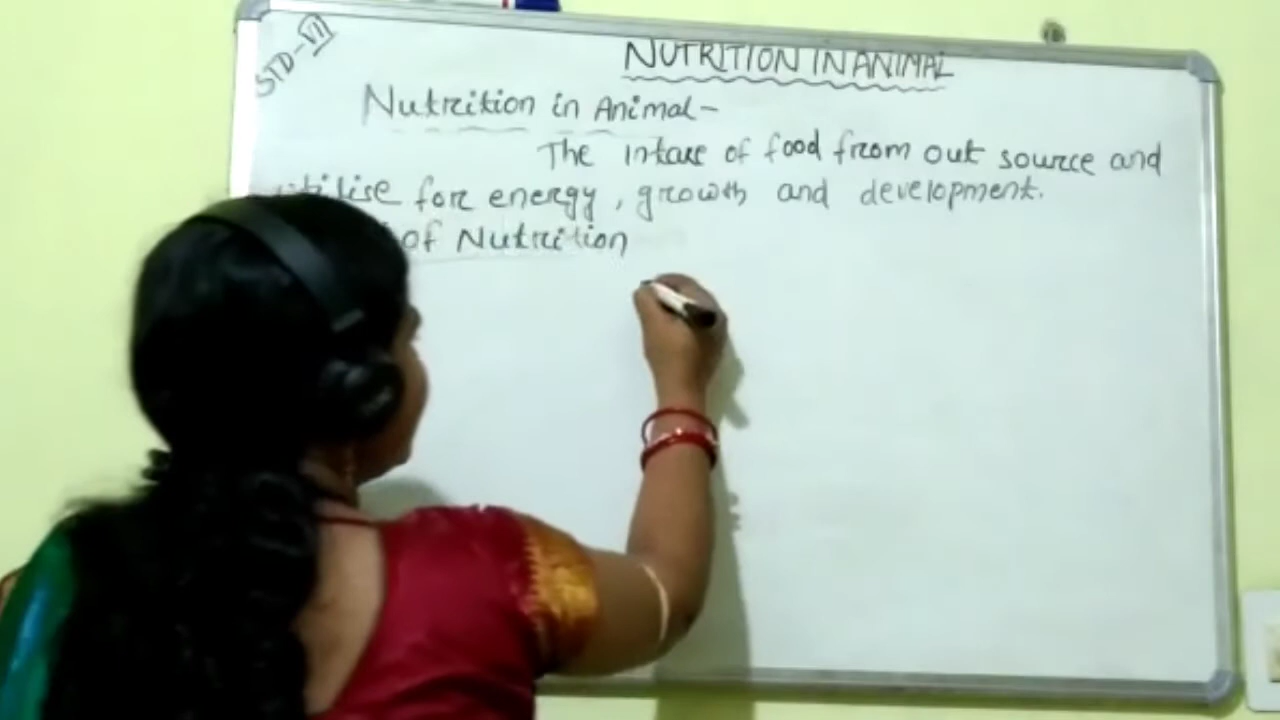 STD-VII
NUTRITION IN ANIMAL
Nutrition in Animal-
The intake of food from out source and
utilise for energy, growth and development.
of Nutrition